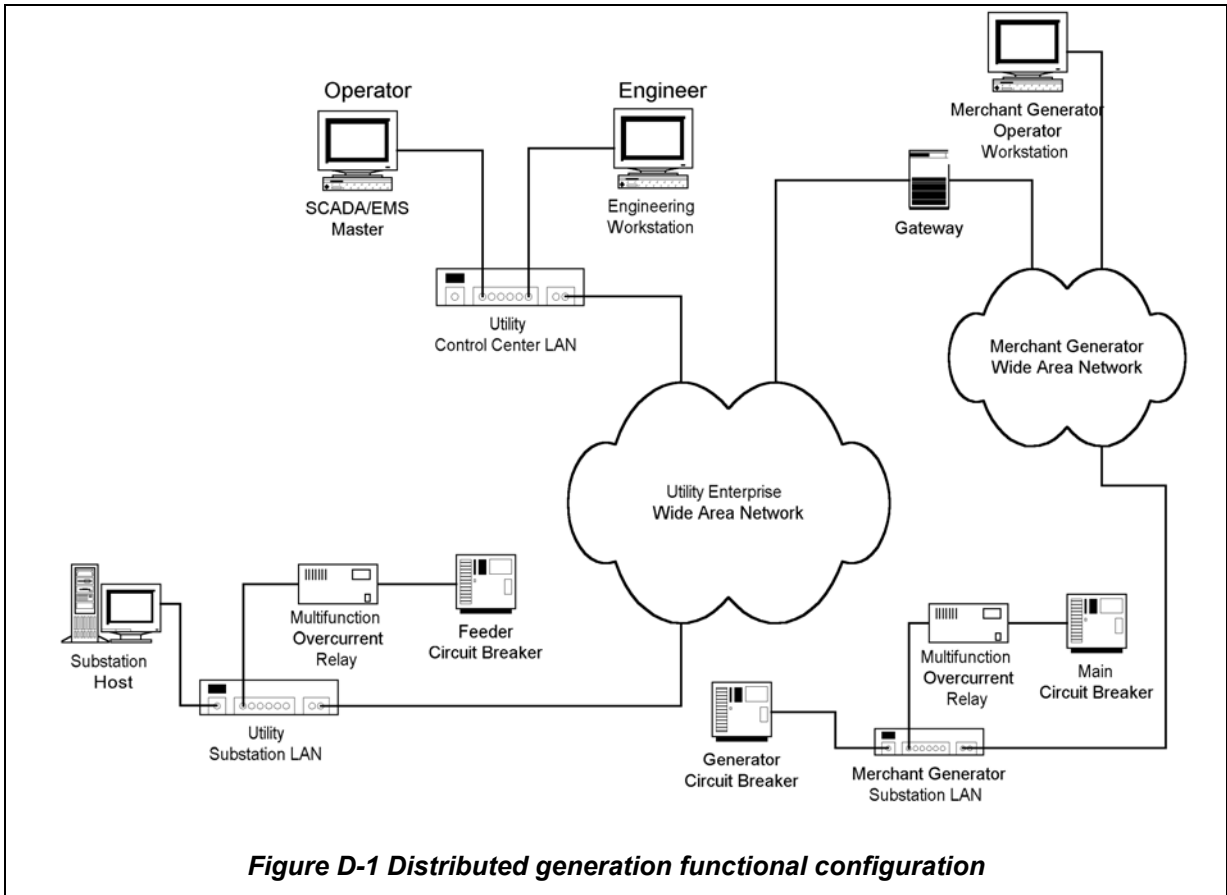 Operator
SCADA/EMS
Master
Engineer
Engineering
Workstation
Merchant Generator
Operator
Workstation
Gateway
Utility
Control Center LAN
Merchant Generator
Wide Area Network
Utility Enterprise
Wide Area Network
Substation
Host
Multifunction
Overcurrent
Relay
Feeder
Circuit Breaker
Utility
Substation LAN
Multifunction
Overcurrent
Relay
Main
Circuit Breaker
Generator
Circuit Breaker
Merchant Generator
Substation LAN
Figure D-1 Distributed generation functional configuration